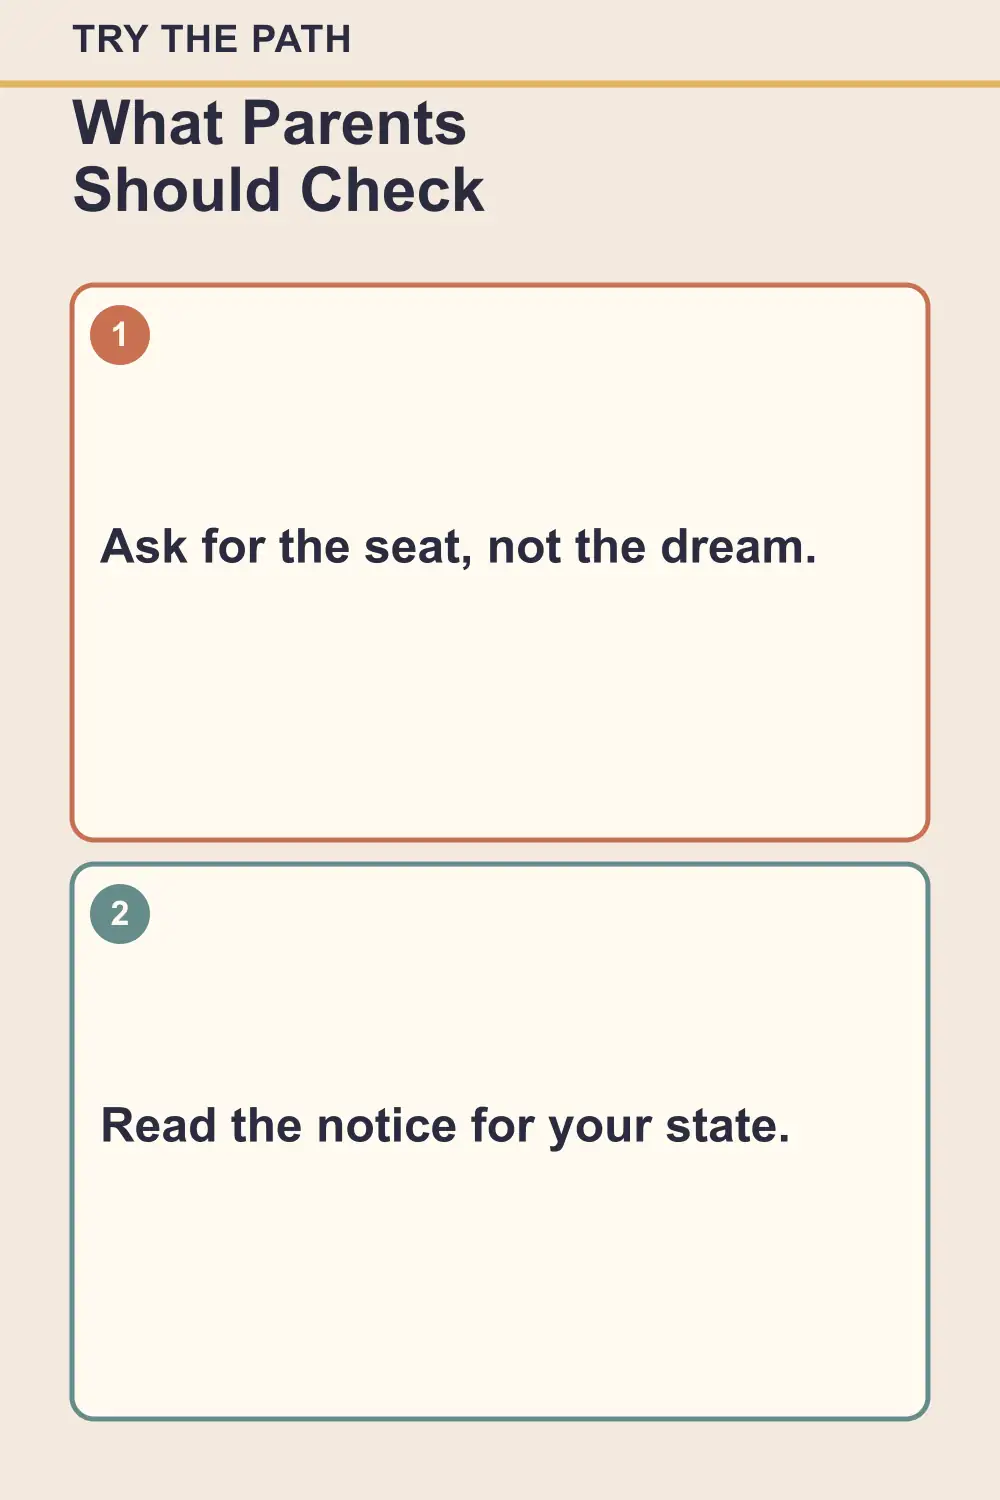 TRY THE PATH
What Parents
Should Check
1
Ask for the seat, not the dream.
2
Read the notice for your state.